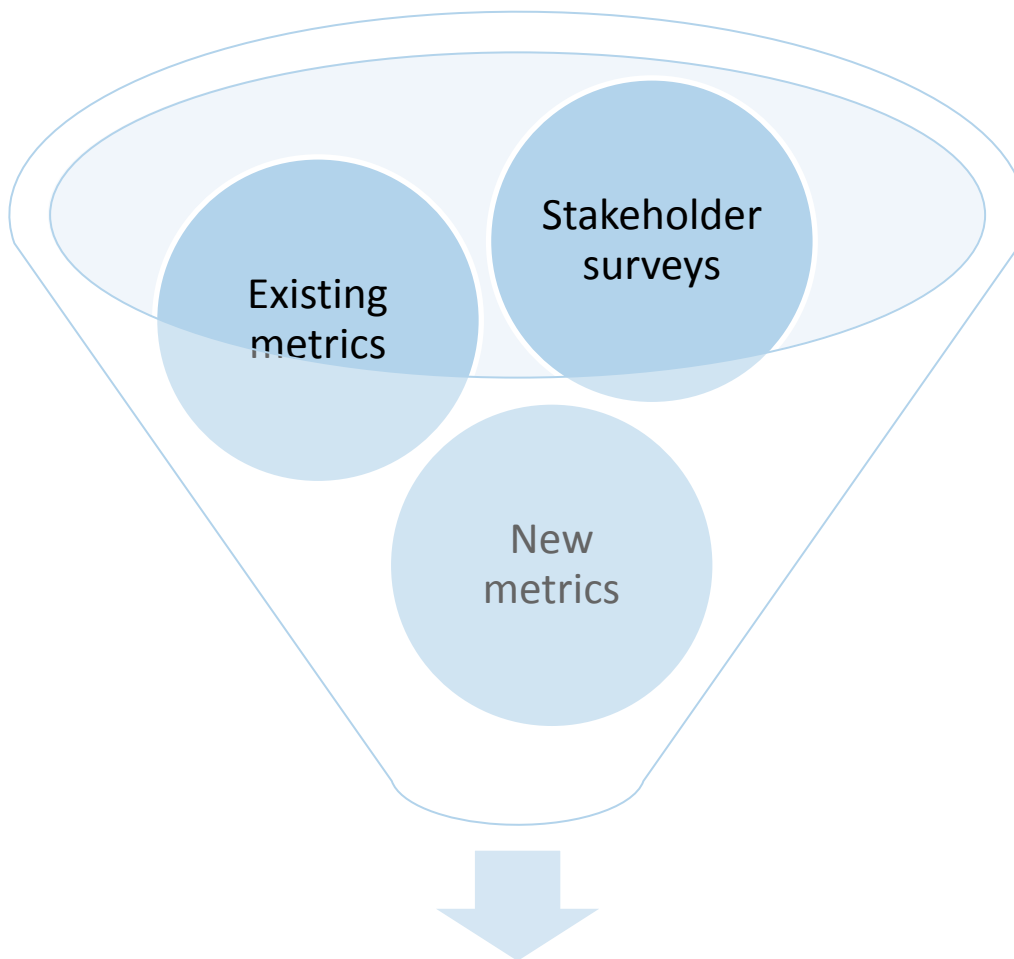 Stakeholder
surveys
Existing
metrics
New
metrics